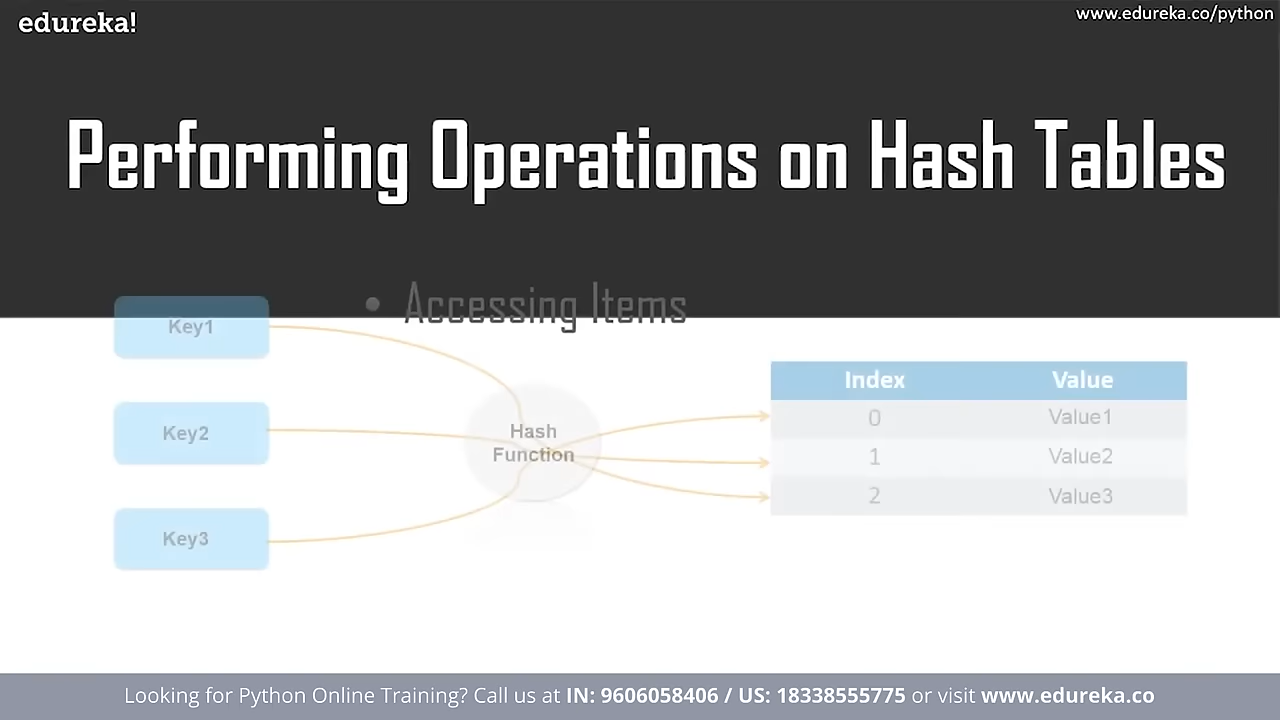 edureka!
www.edureka.co/python
Performing Operations on Hash Tables
• Accessing Items
Key1
Key2
Key3
Hash
Function
Index Value
0 Value1
1 Value2
2 Value3
Looking for Python Online Training? Call us at IN: 9606058406 / US: 18338555775 or visit www.edureka.co